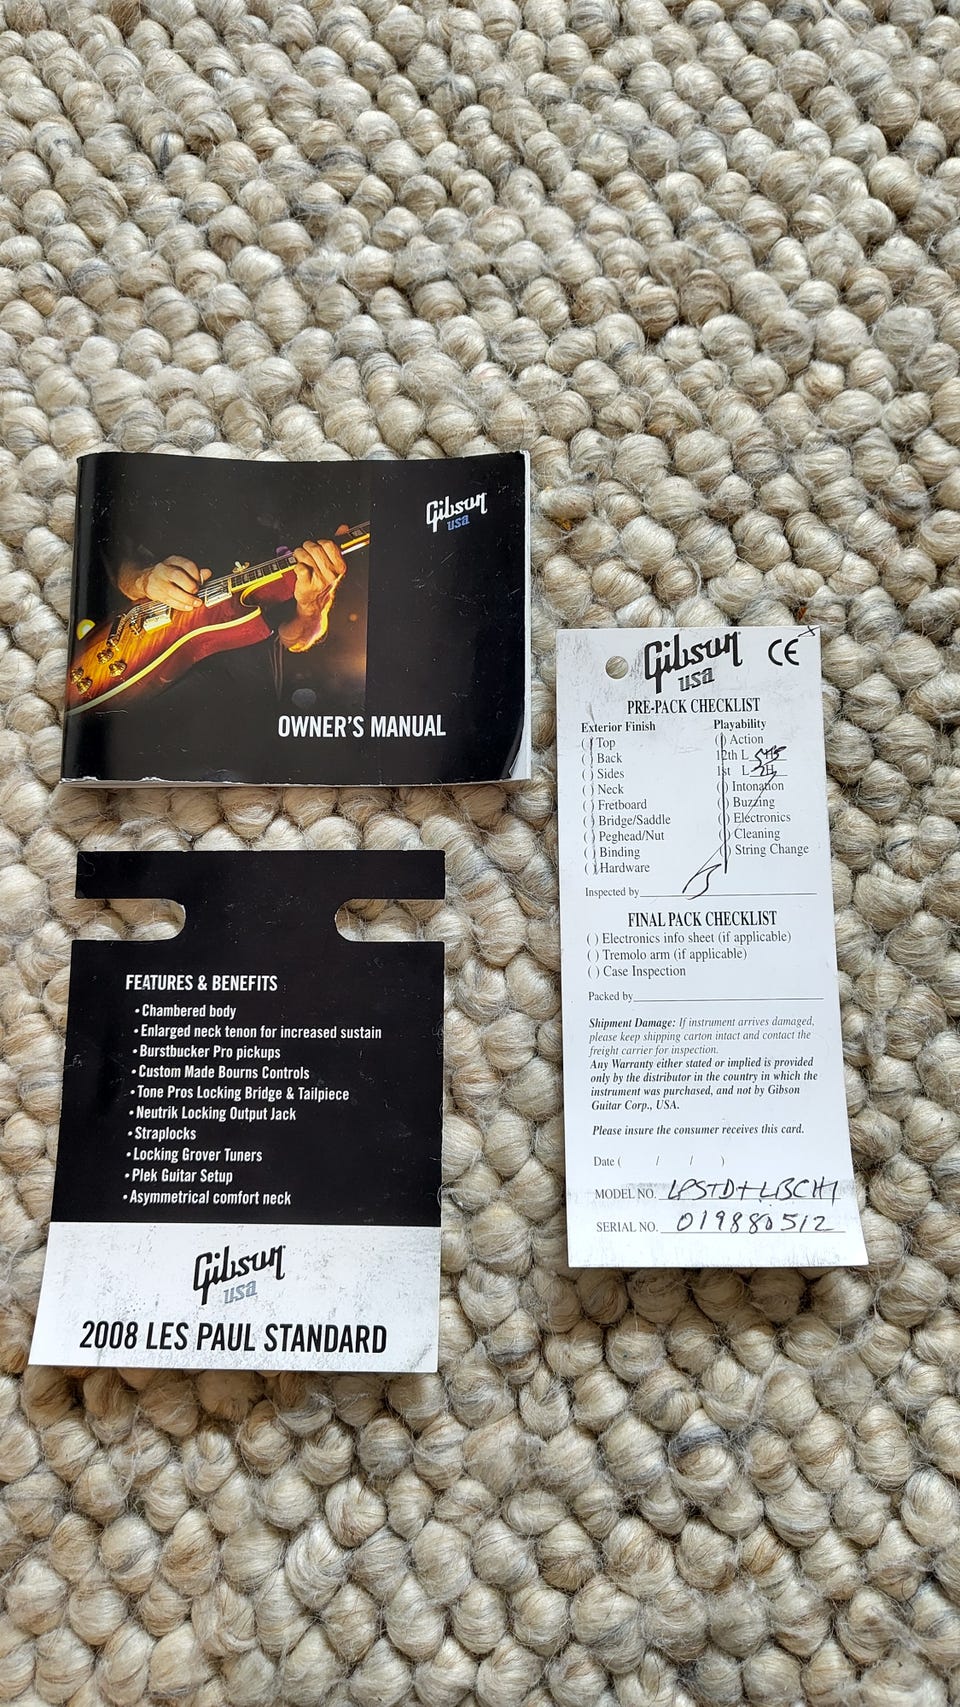 Gibson
usa
OWNER'S MANUAL
FEATURES & BENEFITS
• Chambered body
• Enlarged neck tenon for increased sustain
• Burstbucker Pro pickups
• Custom Made Bourns Controls
• Tone Pros Locking Bridge & Tailpiece
• Neutrik Locking Output Jack
• Straplocks
• Locking Grover Tuners
• Plek Guitar Setup
• Asymmetrical comfort neck
Gibson
usa
2008 LES PAUL STANDARD
Gibson CE
usa
PRE-PACK CHECKLIST
Exterior Finish
( ) Top
( ) Back
( ) Sides
( ) Neck
( ) Fretboard
( ) Bridge/Saddle
( ) Peghead/Nut
( ) Binding
( ) Hardware
Playability
( ) Action
12th L
1st L
( ) Intonation
( ) Buzzing
( ) Electronics
( ) Cleaning
( ) String Change
Inspected by
FINAL PACK CHECKLIST
( ) Electronics info sheet (if applicable)
( ) Tremolo arm (if applicable)
( ) Case Inspection
Packed by
Shipment Damage: If instrument arrives damaged,
please keep shipping carton intact and contact the
freight carrier for inspection.
Any Warranty either stated or implied is provided
only by the distributor in the country in which the
instrument was purchased, and not by Gibson
Guitar Corp., USA.
Please insure the consumer receives this card.
Date ( / / )
MODEL NO. LPSTD+LBCH1
SERIAL NO. 019880512